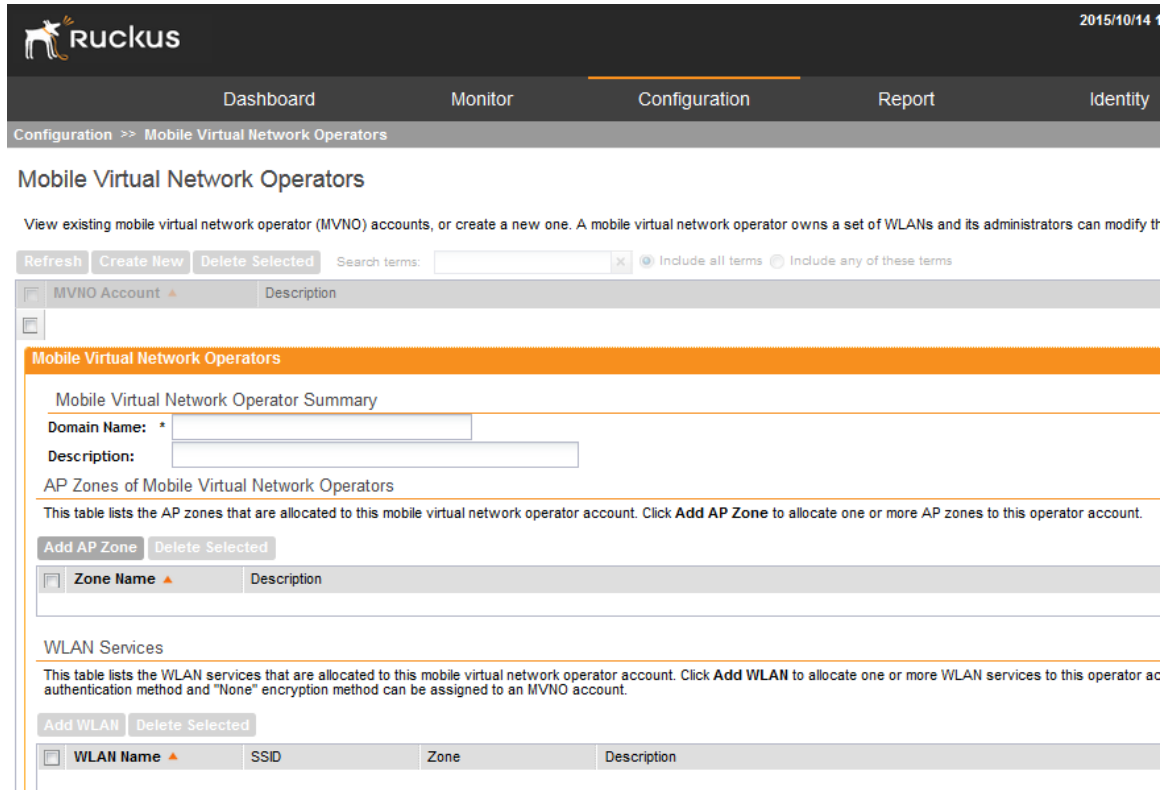 Ruckus
2015/10/14
Dashboard Monitor Configuration Report Identity
Configuration >> Mobile Virtual Network Operators
Mobile Virtual Network Operators
View existing mobile virtual network operator (MVNO) accounts, or create a new one. A mobile virtual network operator owns a set of WLANs and its administrators can modify
Refresh Create New Delete Selected Search terms: x Include all terms Include any of these terms
MVNO Account Description
Mobile Virtual Network Operators
Mobile Virtual Network Operator Summary
Domain Name: *
Description:
AP Zones of Mobile Virtual Network Operators
This table lists the AP zones that are allocated to this mobile virtual network operator account. Click Add AP Zone to allocate one or more AP zones to this operator account.
Add AP Zone Delete Selected
Zone Name Description
WLAN Services
This table lists the WLAN services that are allocated to this mobile virtual network operator account. Click Add WLAN to allocate one or more WLAN services to this operator
authentication method and "None" encryption method can be assigned to an MVNO account.
Add WLAN Delete Selected
WLAN Name SSID Zone Description